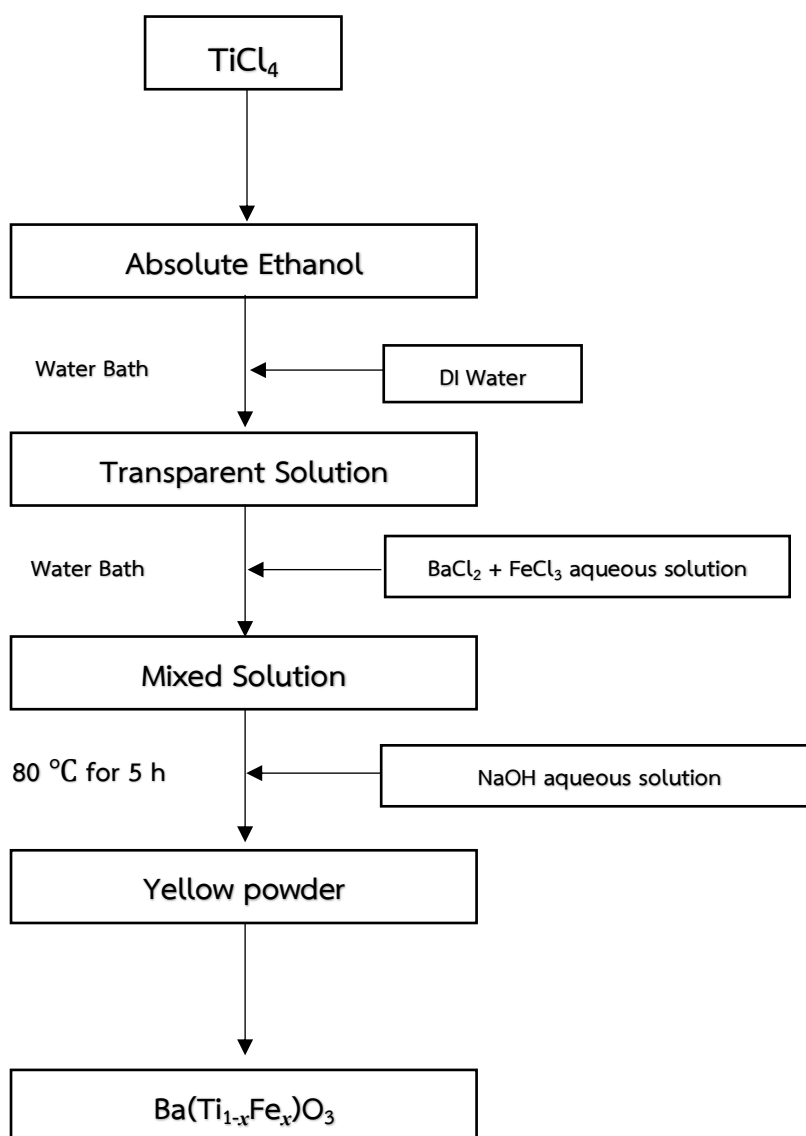 TiCl₄
Absolute Ethanol
Water Bath
DI Water
Transparent Solution
Water Bath
BaCl₂ + FeCl₃ aqueous solution
Mixed Solution
80 °C for 5 h
NaOH aqueous solution
Yellow powder
Ba(Ti₁₋ₓFeₓ)O₃